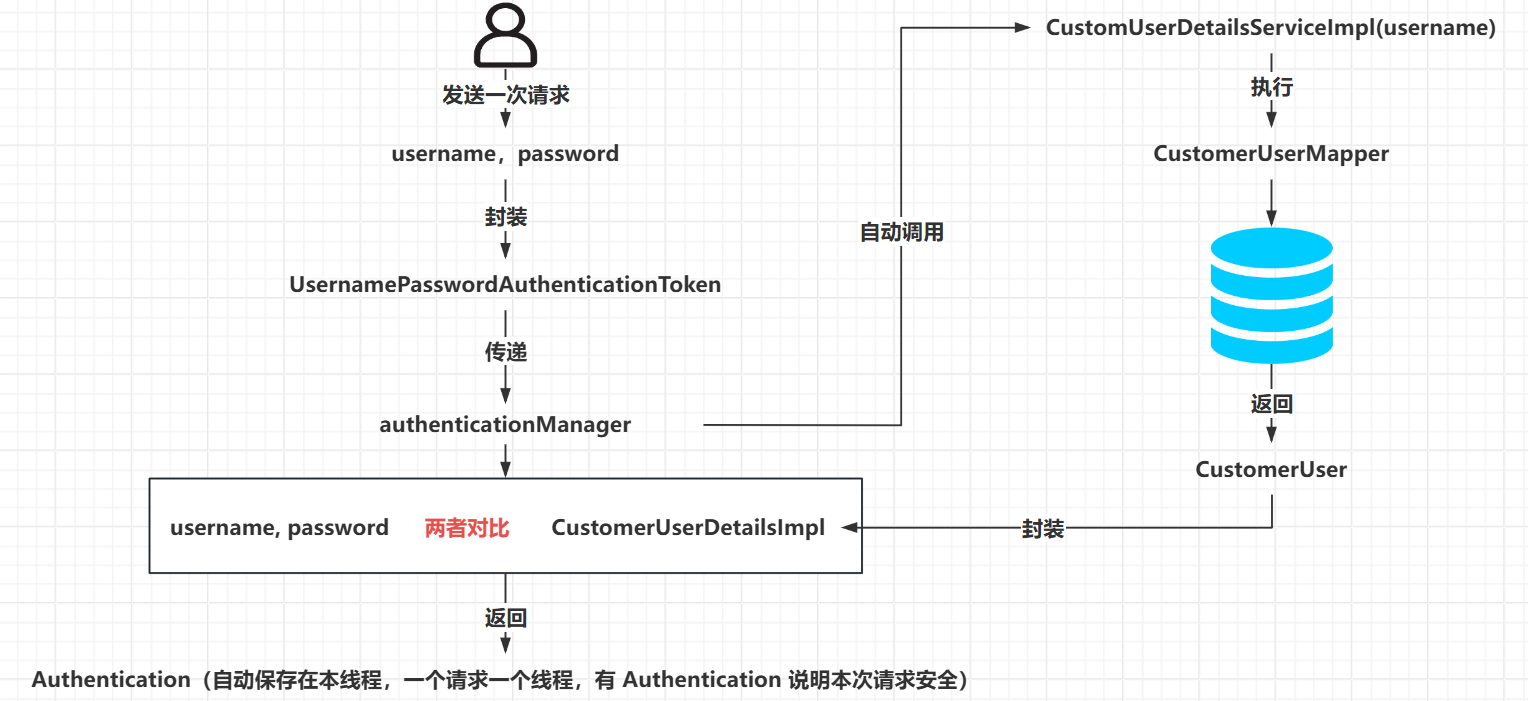 发送一次请求
username，password
封装
UsernamePasswordAuthenticationToken
传递
authenticationManager
自动调用
CustomUserDetailsServiceImpl(username)
执行
CustomerUserMapper
返回
CustomerUser
封装
username, password 两者对比 CustomerUserDetailsImpl
返回
Authentication（自动保存在本线程，一个请求一个线程，有 Authentication 说明本次请求安全）